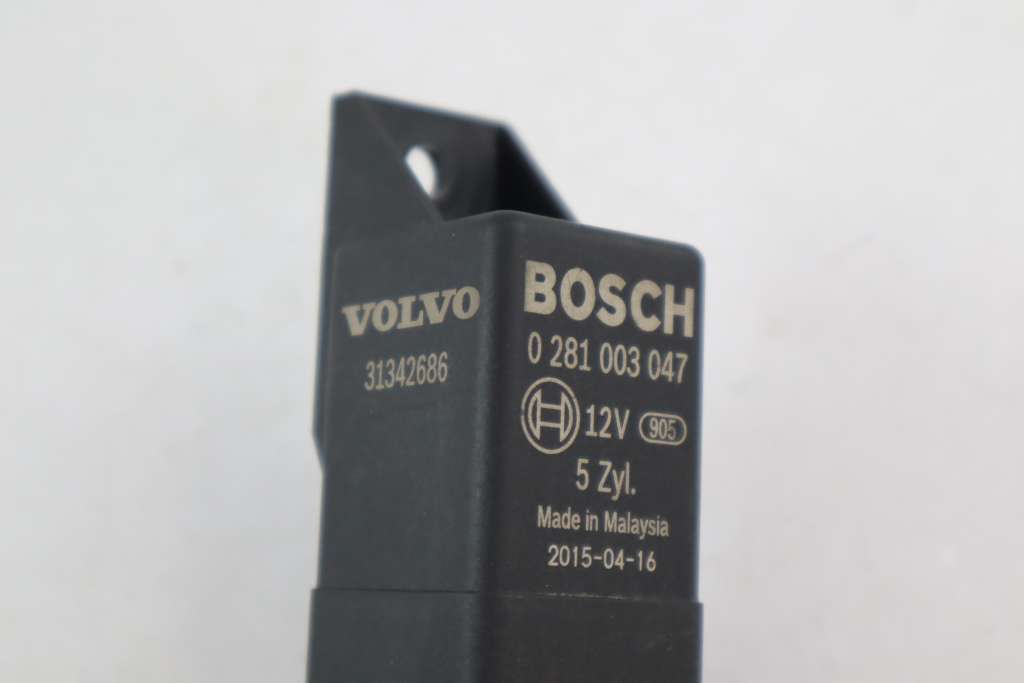 VOLVO
31342686
BOSCH
0 281 003 047
12V 905
5 Zyl.
Made in Malaysia
2015-04-16